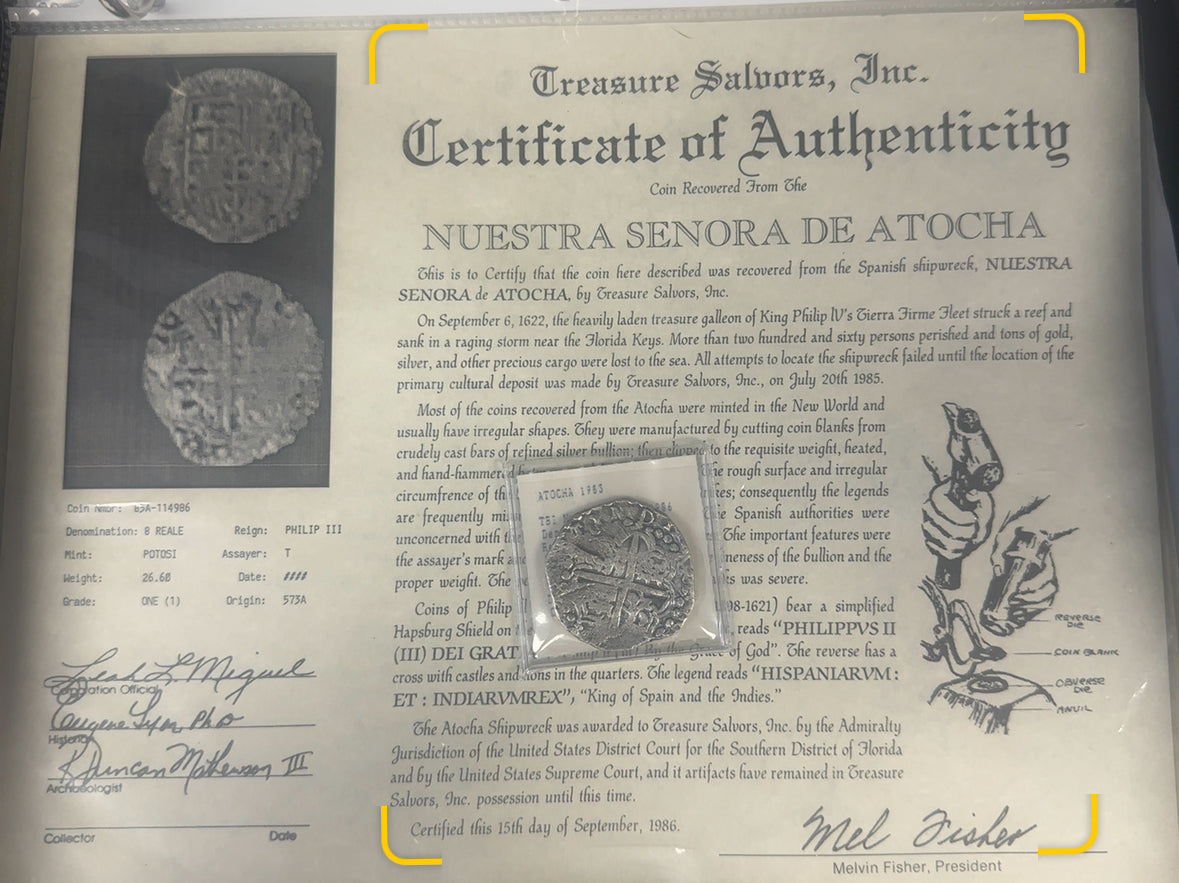 Treasure Salvors, Inc.
Certificate of Authenticity
Coin Recovered From The
NUESTRA SENORA DE ATOCHA
This is to Certify that the coin here described was recovered from the Spanish shipwreck, NUESTRA
SENORA de ATOCHA, by Treasure Salvors, Inc.
On September 6, 1622, the heavily laden treasure galleon of King Philip IV's Tierra Firme Fleet struck a reef and
sank in a raging storm near the Florida Keys. More than two hundred and sixty persons perished and tons of gold,
silver, and other precious cargo were lost to the sea. All attempts to locate the shipwreck failed until the location of the
primary cultural deposit was made by Treasure Salvors, Inc., on July 20th 1985.
Most of the coins recovered from the Atocha were minted in the New World and
usually have irregular shapes. They were manufactured by cutting coin blanks from
crudely cast bars of refined silver bullion; then clipped to the requisite weight, heated,
and hand-hammered rough surface and irregular
circumfrence of consequently the legends
are frequently Spanish authorities were
unconcerned with The important features were
the assayer's mark of the bullion and the
proper weight. The was severe.
Coins of Philip -1621) bear a simplified
Hapsburg Shield on reads "PHILIPPVS II
(III) DEI GRAT of God". The reverse has a
cross with castles and lions in the quarters. The legend reads "HISPANIARVM :
ET : INDIARVMREX", "King of Spain and the Indies."
The Atocha Shipwreck was awarded to Treasure Salvors, Inc. by the Admiralty
Jurisdiction of the United States District Court for the Southern District of Florida
and by the United States Supreme Court, and it artifacts have remained in Treasure
Salvors, Inc. possession until this time.
Certified this 15th day of September, 1986.
Mel Fisher
Melvin Fisher, President
ATOCHA 1985
REVERSE
DIE
COIN BLANK
OBVERSE
DIE
ANVIL
Coin Nmbr: 85A-114986
Denomination: 8 REALE Reign: PHILIP III
Mint: POTOSI Assayer: T
Weight: 26.60 Date: ####
Grade: ONE (1) Origin: 573A
Leah L Miguel
Corporation Official
Eugene Lyon Ph D
Historian
R Duncan Mathewson III
Archaeologist
Collector Date